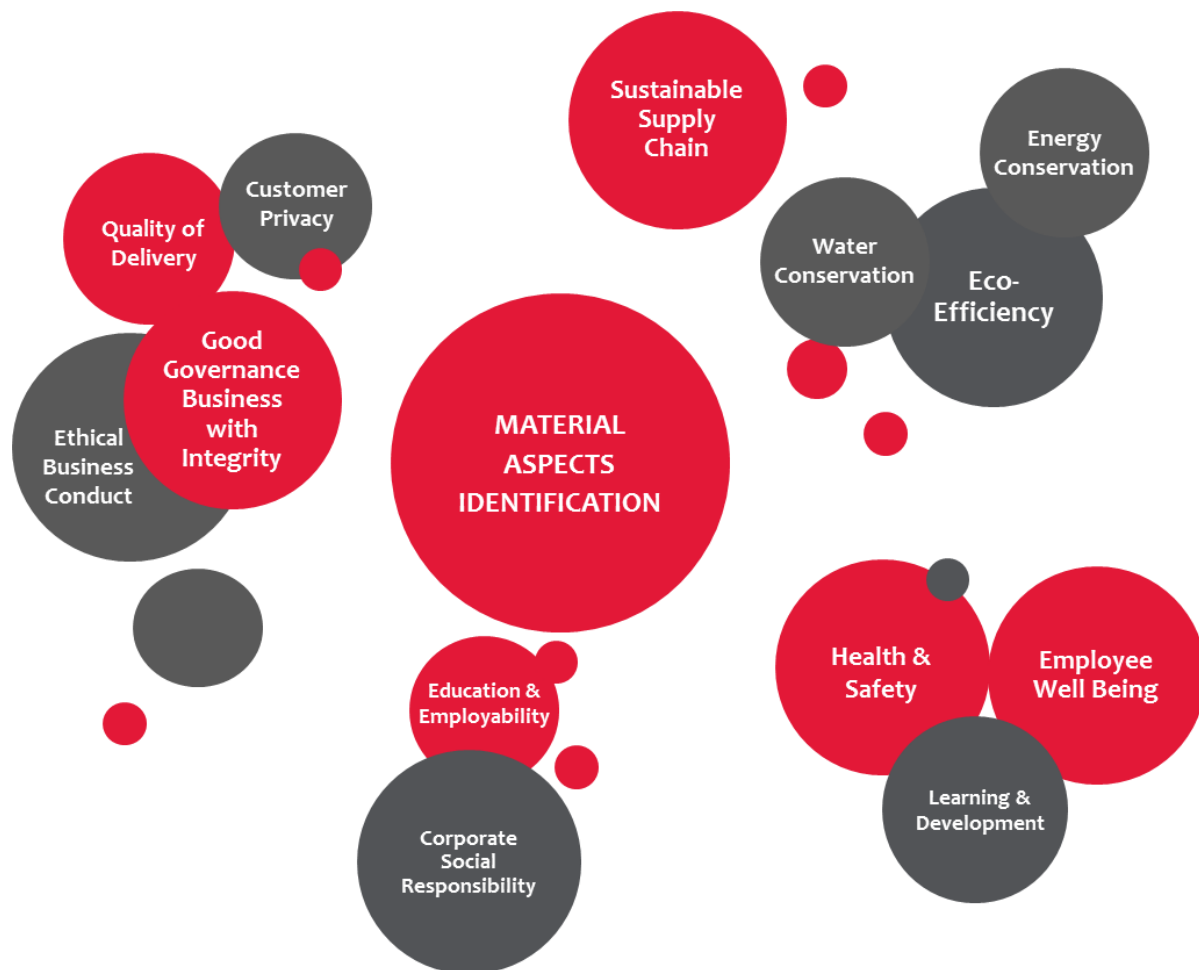 Sustainable
Supply
Chain
Energy
Conservation
Customer
Privacy
Quality of
Delivery
Water
Conservation
Eco-
Efficiency
Good
Governance
Business
with
Integrity
Ethical
Business
Conduct
MATERIAL
ASPECTS
IDENTIFICATION
Health &
Safety
Employee
Well Being
Education &
Employability
Learning &
Development
Corporate
Social
Responsibility